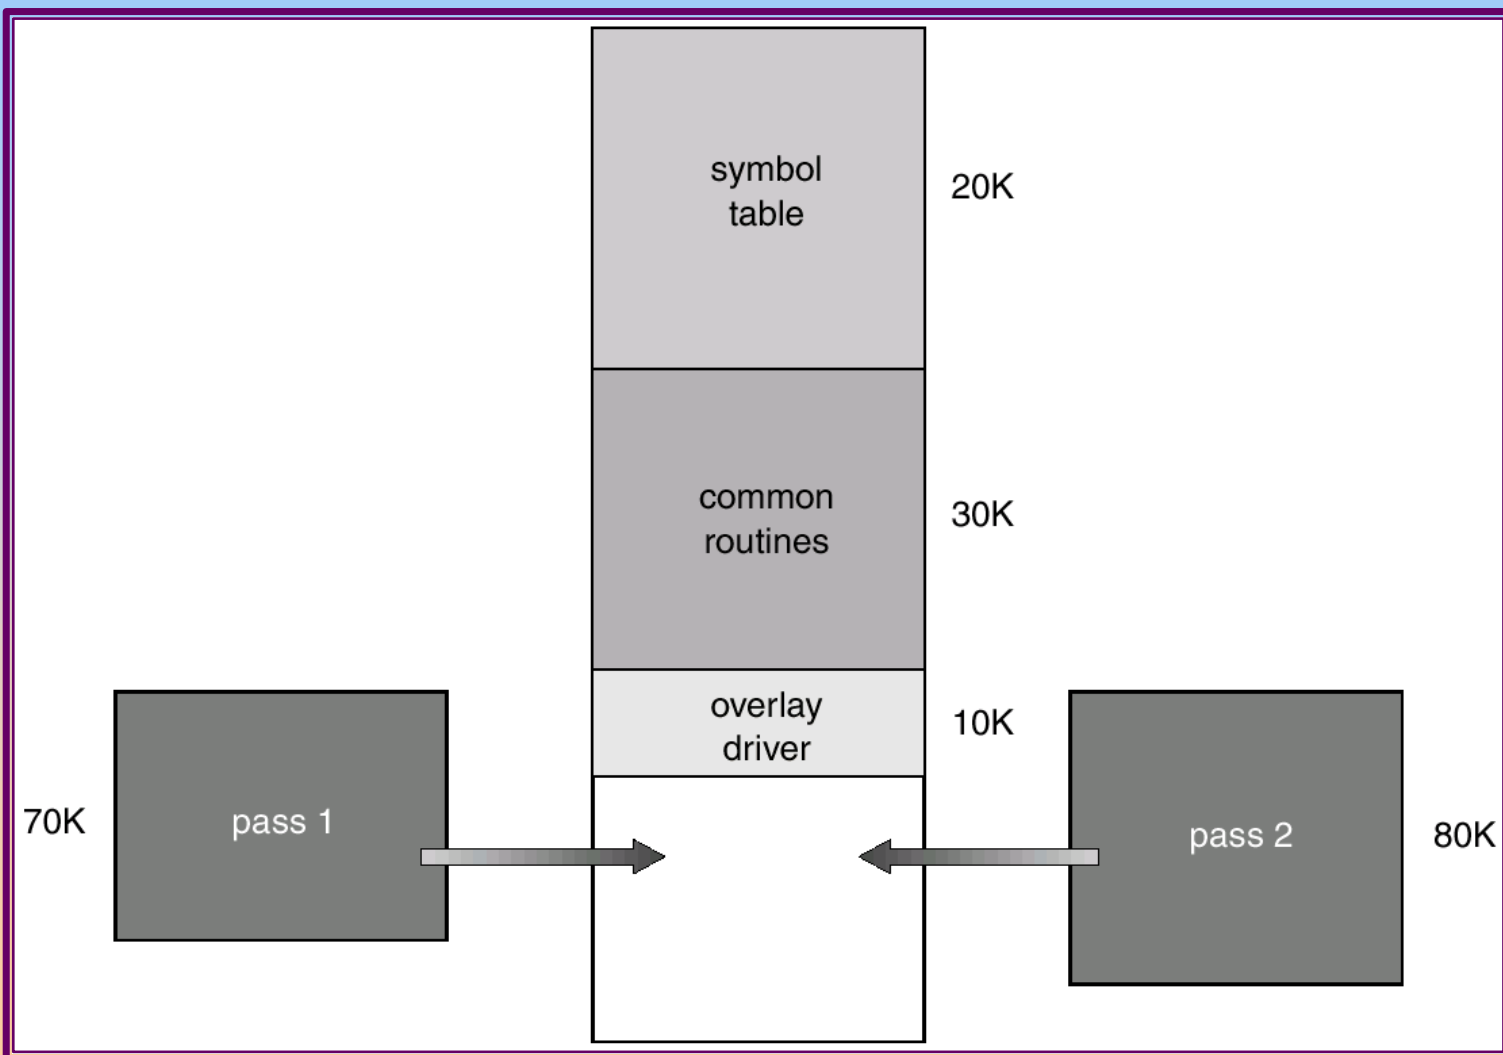 symbol
table
20K
common
routines
30K
overlay
driver
10K
70K
pass 1
pass 2
80K